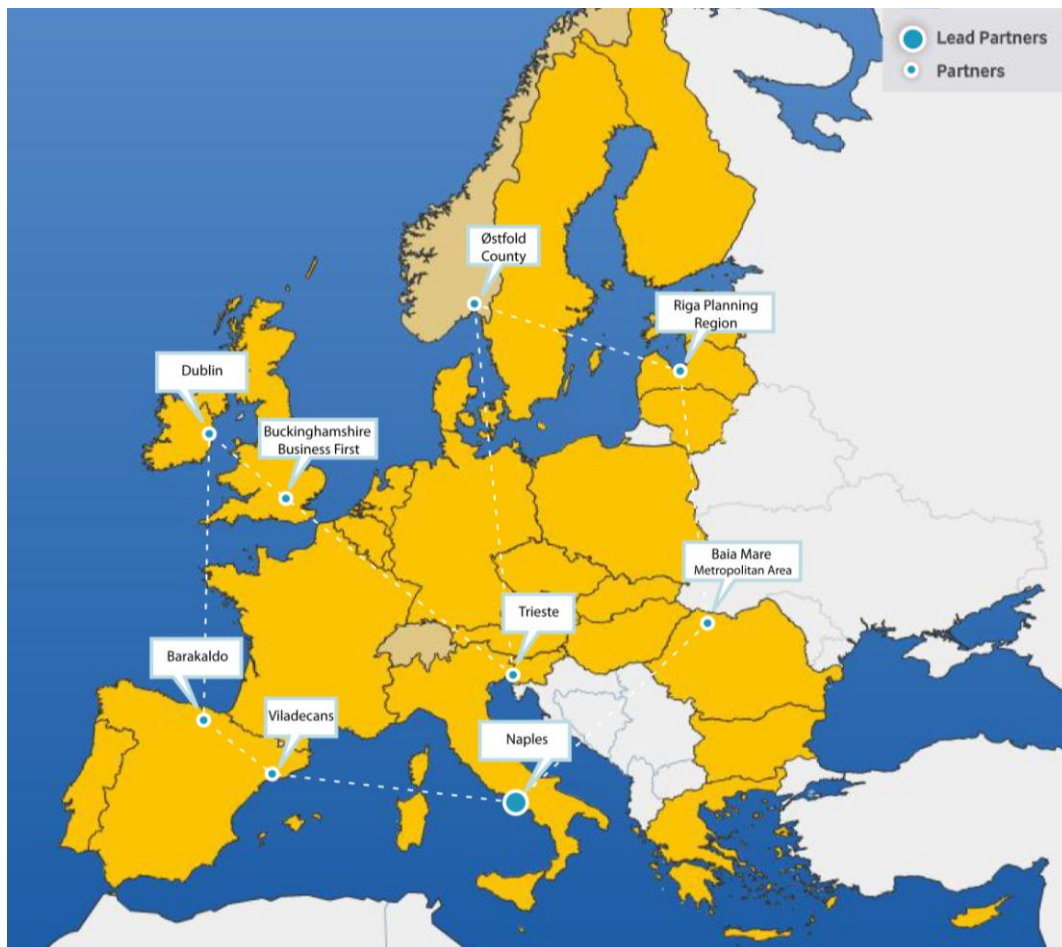 Lead Partners
Partners
Østfold
County
Riga Planning
Region
Dublin
Buckinghamshire
Business First
Baia Mare
Metropolitan Area
Trieste
Barakaldo
Viladecans
Naples